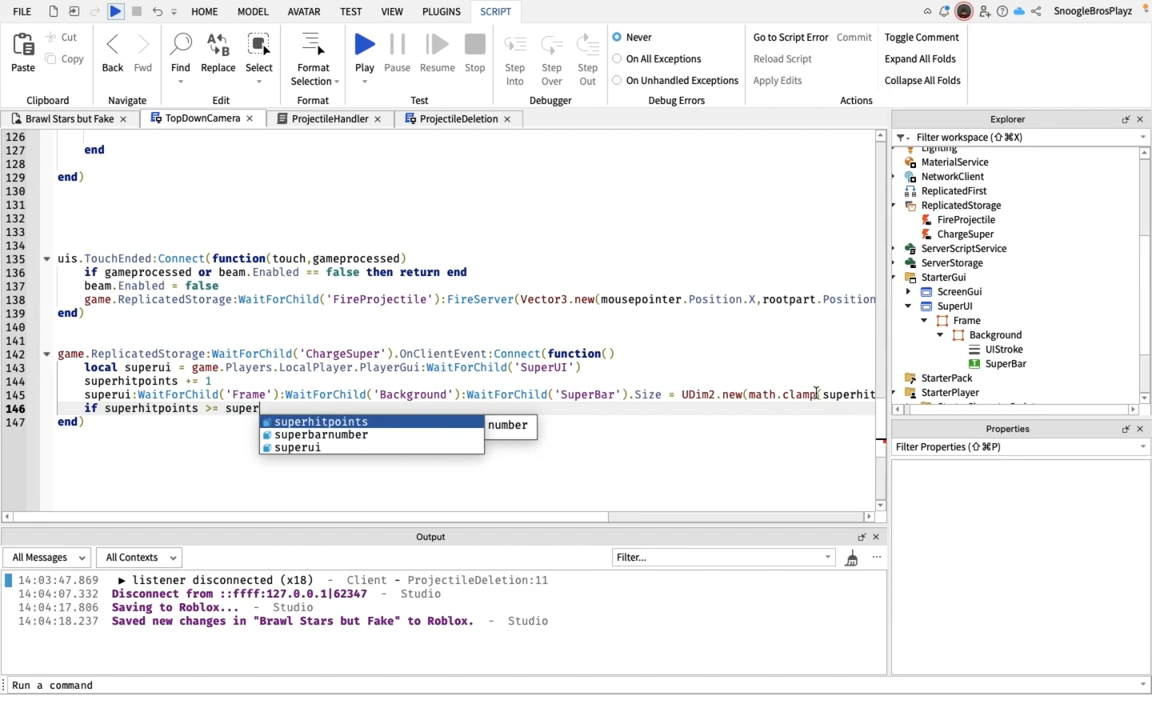 FILE HOME MODEL AVATAR TEST VIEW PLUGINS SCRIPT SnoogleBrosPlayz
Paste Cut Copy Back Fwd Find Replace Select Format Selection Play Pause Resume Stop Step Into Step Over Step Out
Never
On All Exceptions
On Unhandled Exceptions
Go to Script Error Commit
Reload Script
Apply Edits
Toggle Comment
Expand All Folds
Collapse All Folds
Clipboard Navigate Edit Format Test Debugger Debug Errors Actions
Brawl Stars but Fake TopDownCamera ProjectileHandler ProjectileDeletion
126
127 end
128
129 end)
130
131
132
133
134
135 uis.TouchEnded:Connect(function(touch,gameprocessed)
136 if gameprocessed or beam.Enabled == false then return end
137 beam.Enabled = false
138 game.ReplicatedStorage:WaitForChild('FireProjectile'):FireServer(Vector3.new(mousepointer.Position.X,rootpart.Position
139 end)
140
141
142 game.ReplicatedStorage:WaitForChild('ChargeSuper').OnClientEvent:Connect(function()
143 local superui = game.Players.LocalPlayer.PlayerGui:WaitForChild('SuperUI')
144 superhitpoints += 1
145 superui:WaitForChild('Frame'):WaitForChild('Background'):WaitForChild('SuperBar').Size = UDim2.new(math.clamp(superhit
146 if superhitpoints >= super
147 end)
superhitpoints number
superbarnumber
superui
Explorer
Filter workspace (⇧⌘X)
Lighting
MaterialService
NetworkClient
ReplicatedFirst
ReplicatedStorage
FireProjectile
ChargeSuper
ServerScriptService
ServerStorage
StarterGui
ScreenGui
SuperUI
Frame
Background
UIStroke
SuperBar
StarterPack
StarterPlayer
Properties
Filter Properties (⇧⌘P)
Output
All Messages All Contexts Filter...
14:03:47.869 ▶ listener disconnected (x18) - Client - ProjectileDeletion:11
14:04:07.332 Disconnect from ::ffff:127.0.0.1|62347 - Studio
14:04:17.806 Saving to Roblox... - Studio
14:04:18.237 Saved new changes in "Brawl Stars but Fake" to Roblox. - Studio
Run a command